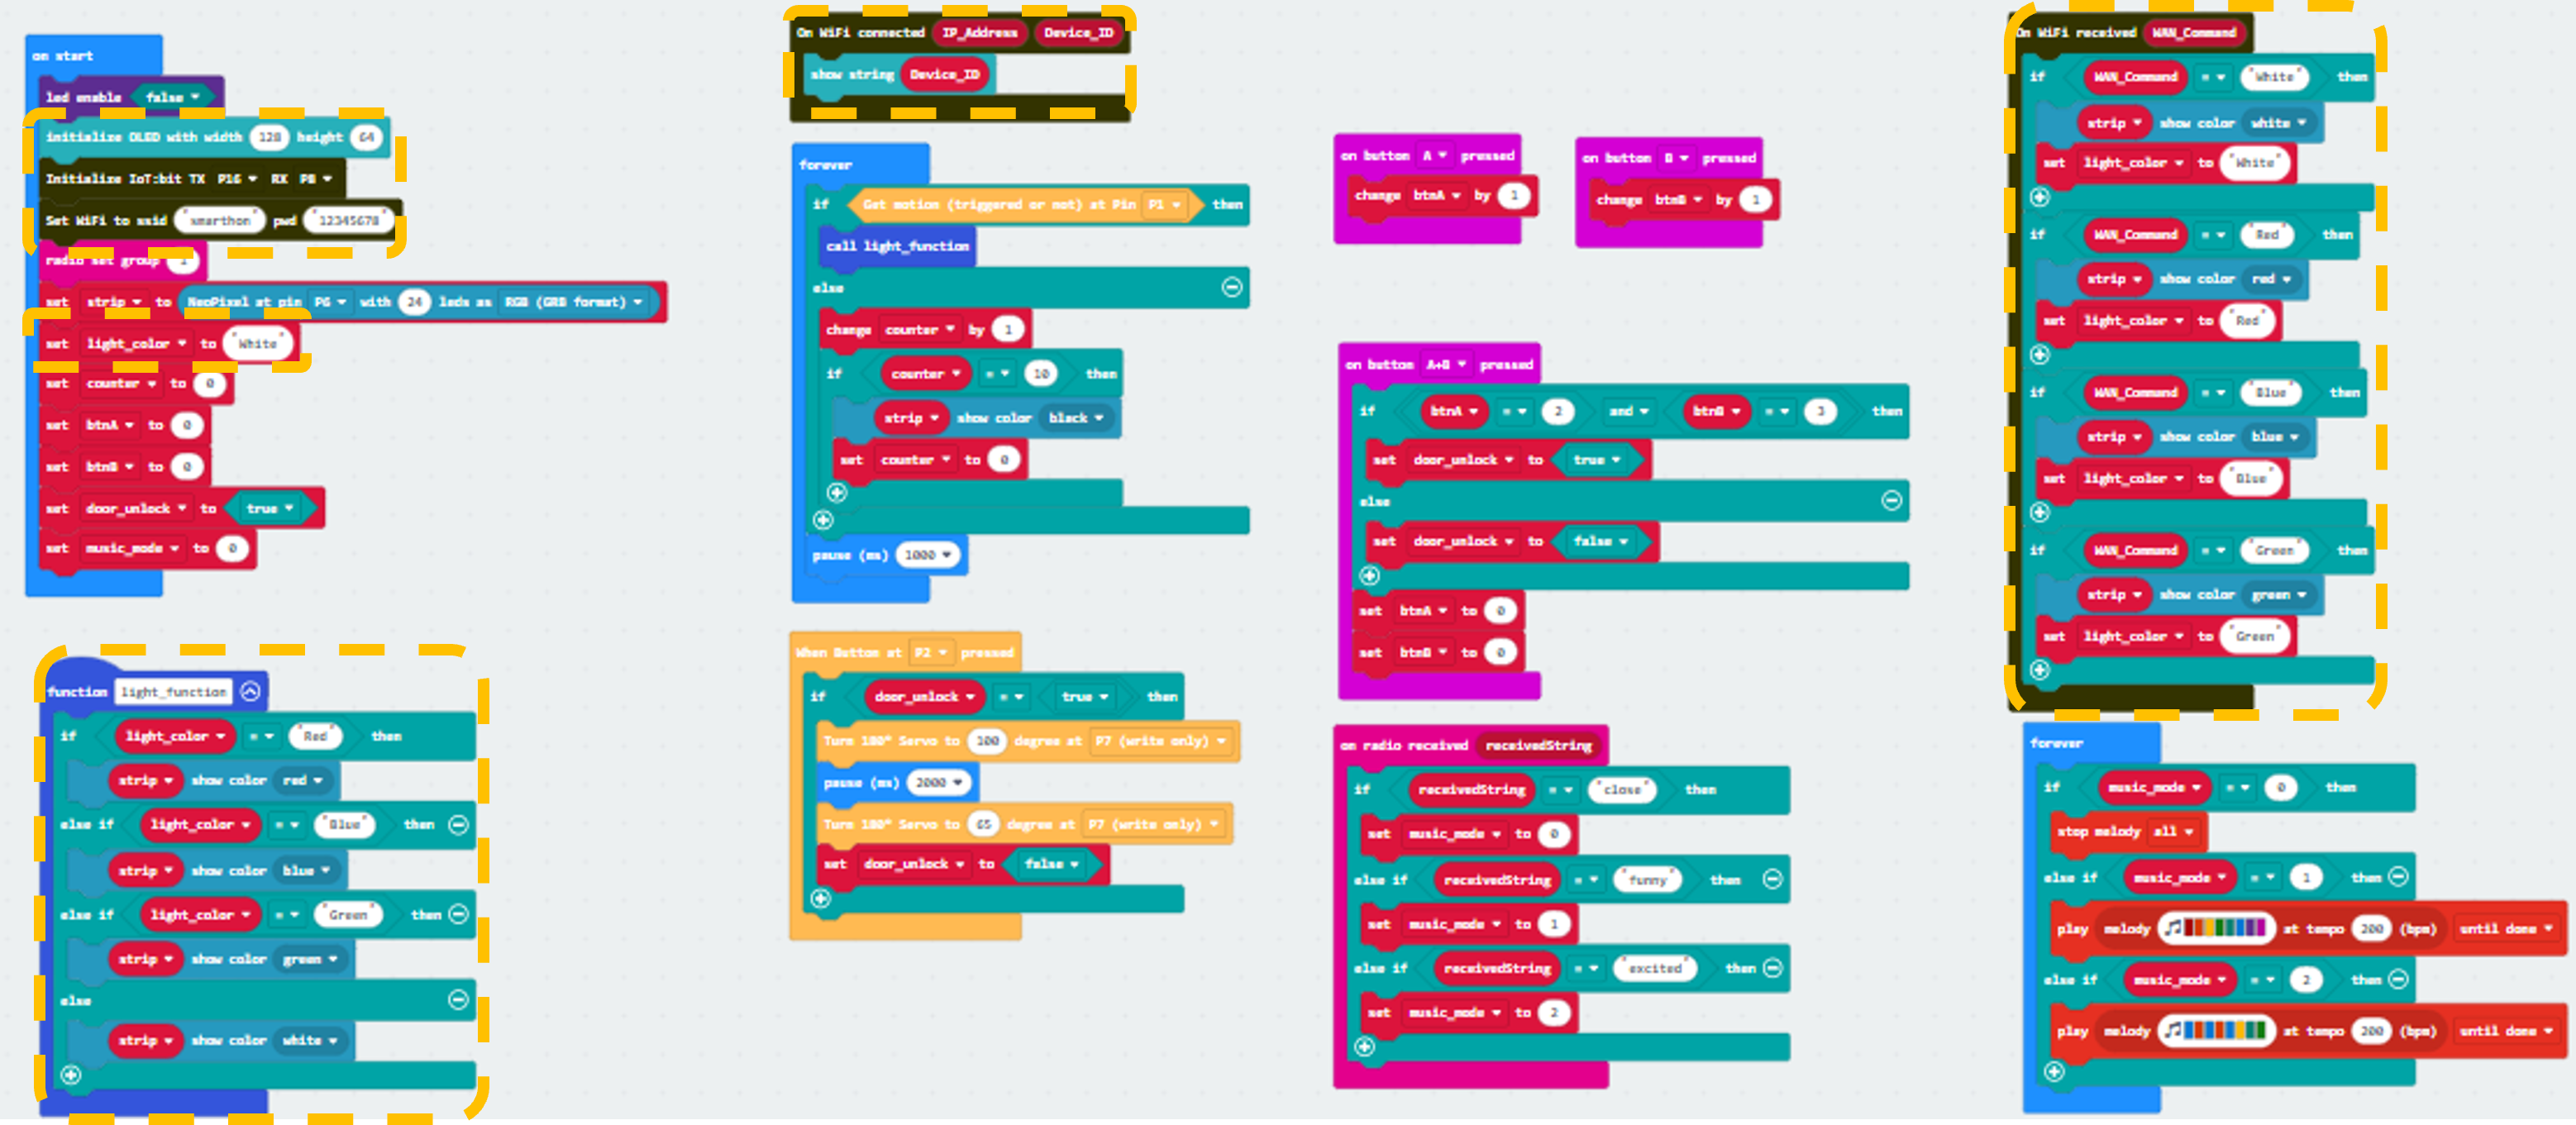 on start
led enable false
initialize OLED with width 128 height 64
Initialize IoT:bit TX P16 RX P8
Set WiFi to ssid "smarthon" pwd "12345678"
radio set group 1
set strip to NeoPixel at pin P6 with 24 leds as RGB (GRB format)
set light_color to "White"
set counter to 0
set btnA to 0
set btnB to 0
set door_unlock to true
set music_mode to 0
function light_function
if light_color = "Red" then
strip show color red
else if light_color = "Blue" then
strip show color blue
else if light_color = "Green" then
strip show color green
else
strip show color white
On WiFi connected IP_Address Device_ID
show string Device_ID
forever
if Get motion (triggered or not) at Pin P1 then
call light_function
else
change counter by 1
if counter = 10 then
strip show color black
set counter to 0
pause (ms) 1000
When Button at P2 pressed
if door_unlock = true then
Turn 180° Servo to 100 degree at P7 (write only)
pause (ms) 2000
Turn 180° Servo to 65 degree at P7 (write only)
set door_unlock to false
on button A pressed
change btnA by 1
on button B pressed
change btnB by 1
on button A+B pressed
if btnA = 2 and btnB = 3 then
set door_unlock to true
else
set door_unlock to false
set btnA to 0
set btnB to 0
on radio received receivedString
if receivedString = "close" then
set music_mode to 0
else if receivedString = "funny" then
set music_mode to 1
else if receivedString = "excited" then
set music_mode to 2
On WiFi received WAN_Command
if WAN_Command = "White" then
strip show color white
set light_color to "White"
if WAN_Command = "Red" then
strip show color red
set light_color to "Red"
if WAN_Command = "Blue" then
strip show color blue
set light_color to "Blue"
if WAN_Command = "Green" then
strip show color green
set light_color to "Green"
forever
if music_mode = 0 then
stop melody all
else if music_mode = 1 then
play melody at tempo 200 (bpm) until done
else if music_mode = 2 then
play melody at tempo 200 (bpm) until done